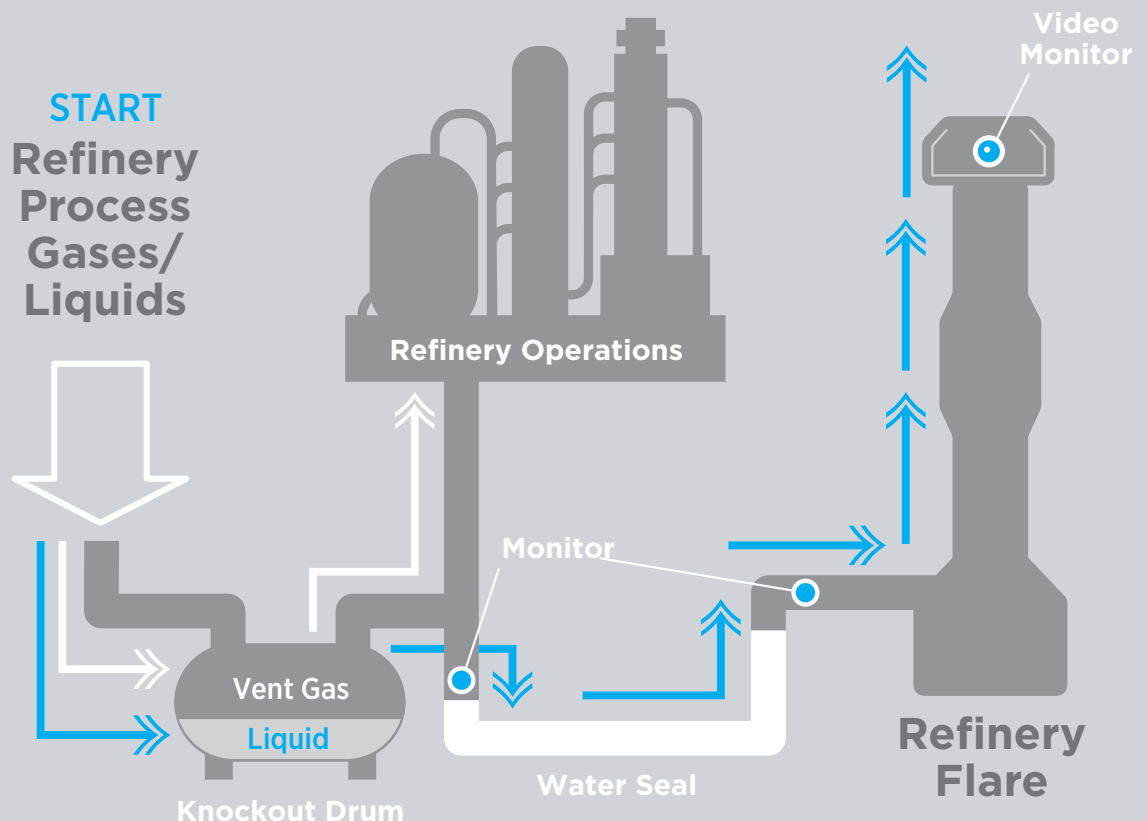 START
Refinery
Process
Gases/
Liquids
Refinery Operations
Video
Monitor
Monitor
Vent Gas
Liquid
Knockout Drum
Water Seal
Refinery
Flare